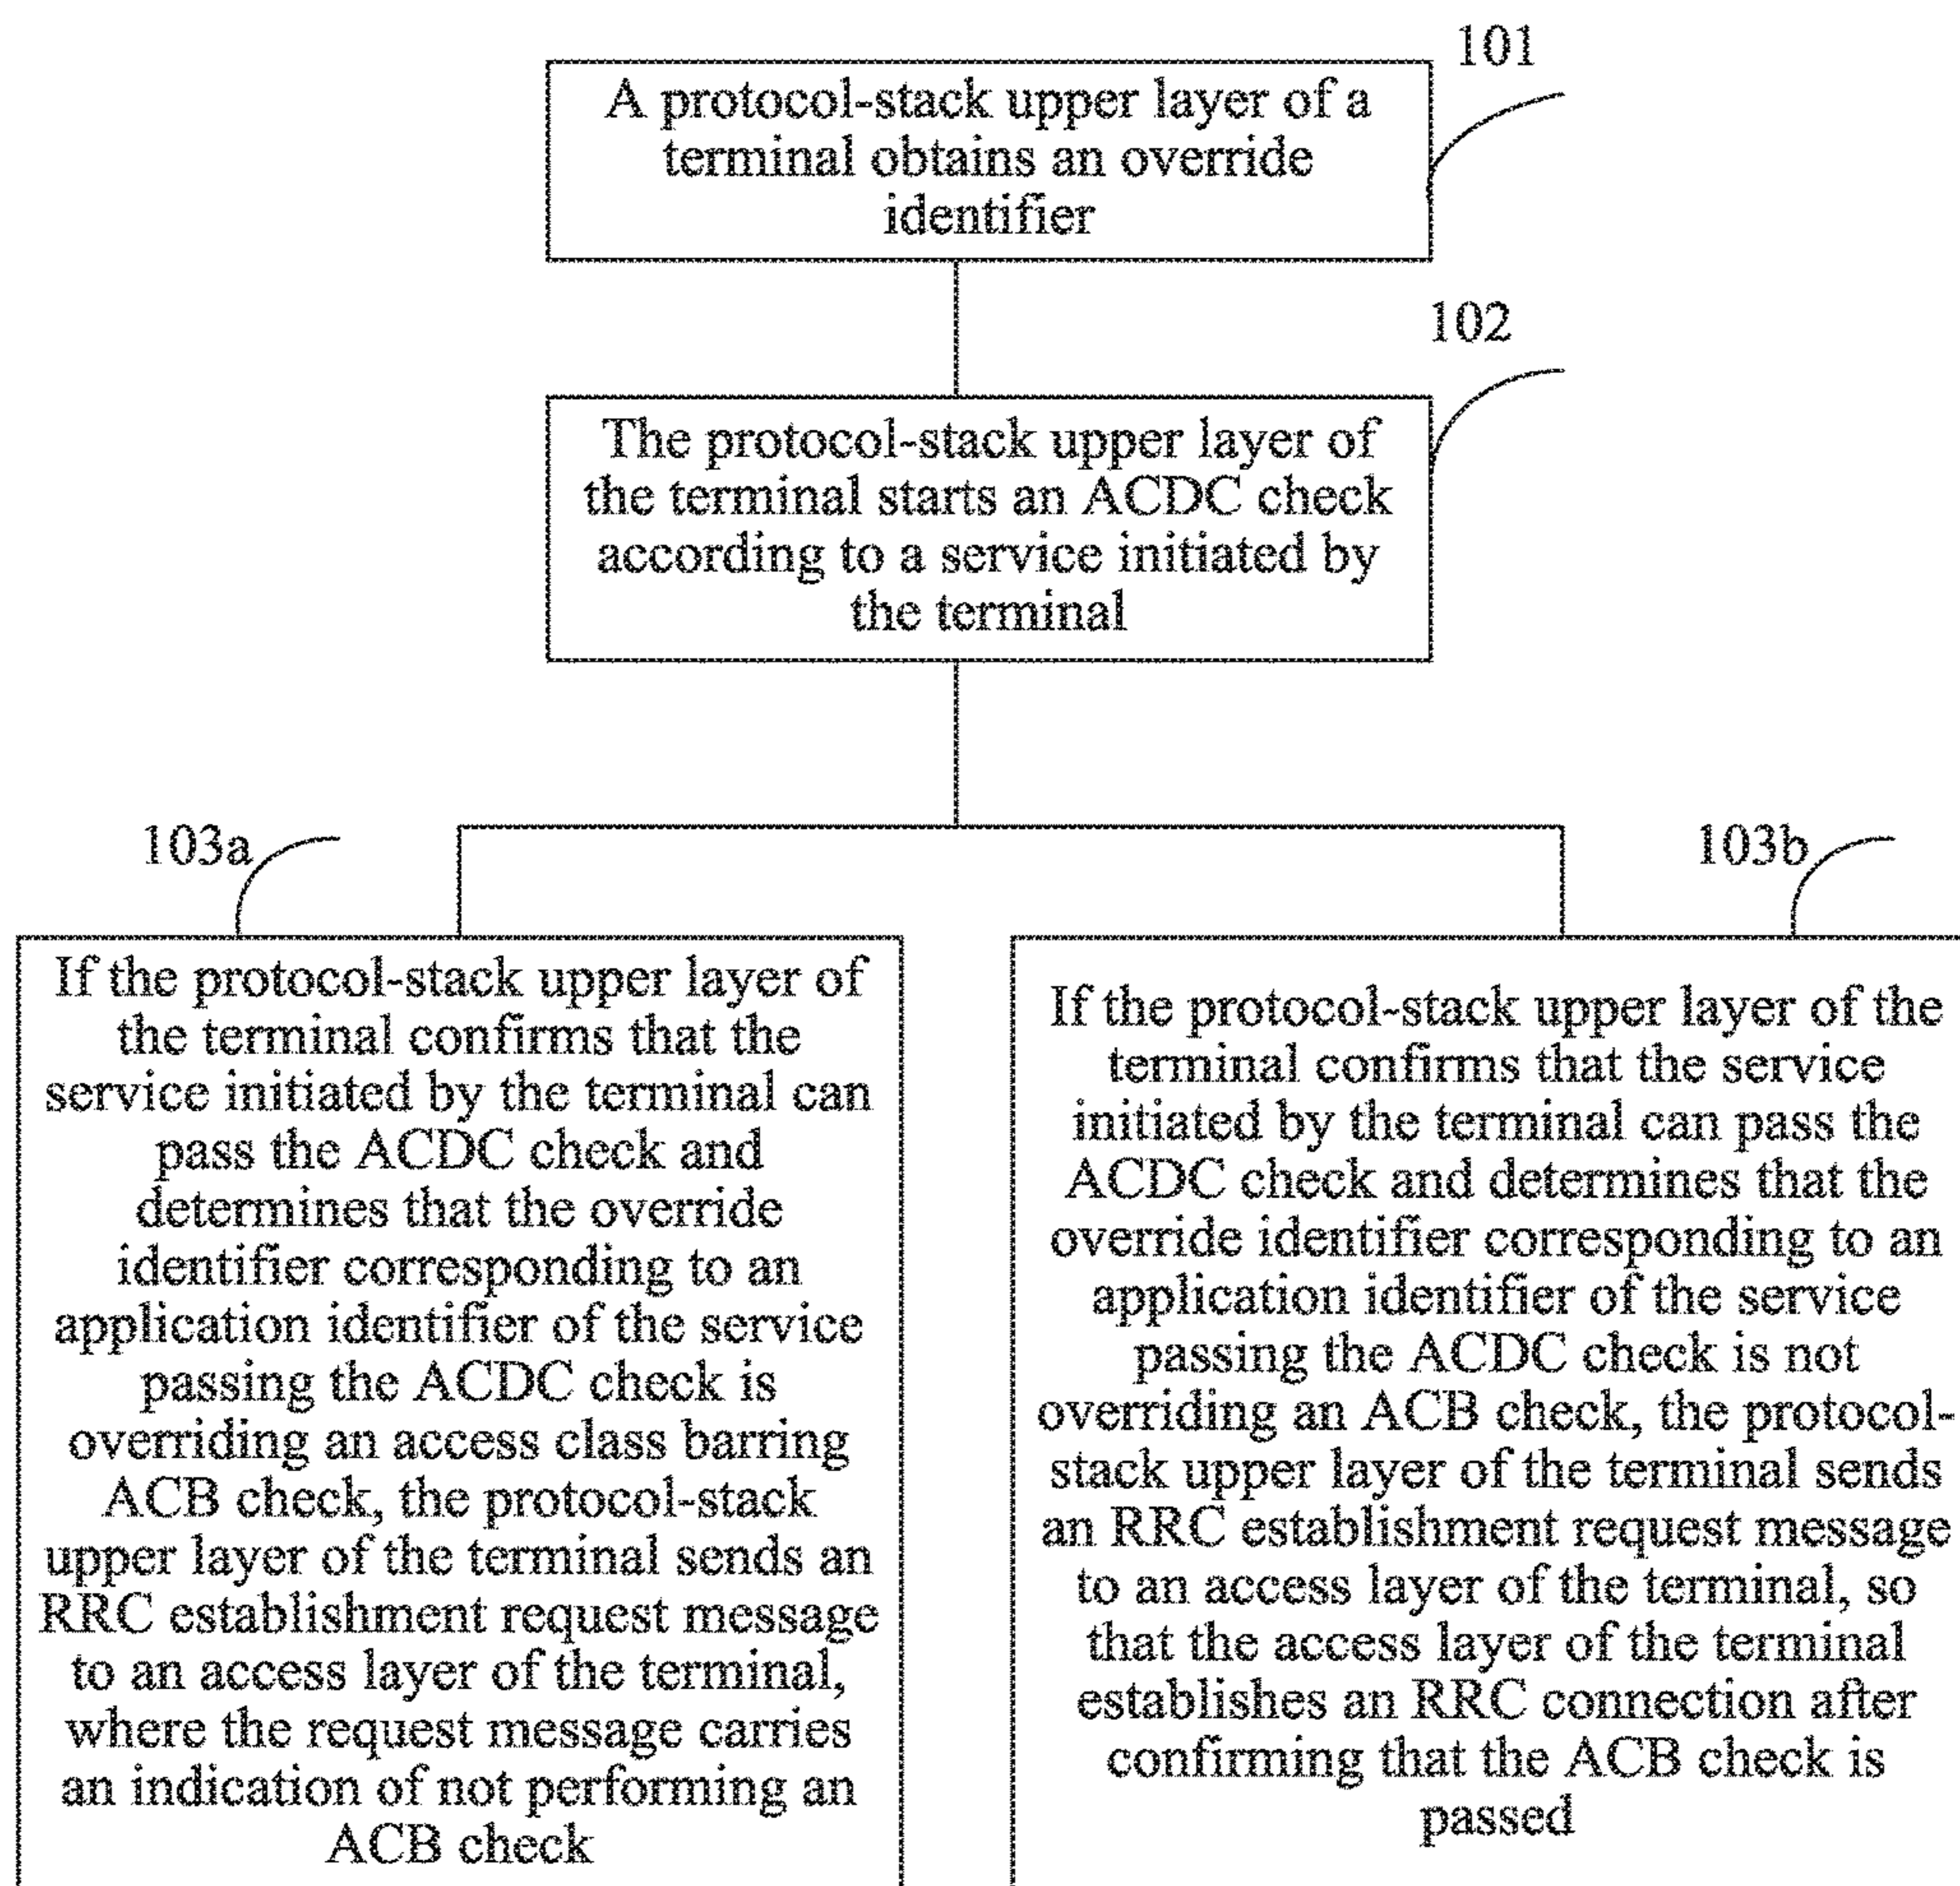 101
A protocol-stack upper layer of a
terminal obtains an override
identifier
102
The protocol-stack upper layer of
the terminal starts an ACDC check
according to a service initiated by
the terminal
103a
If the protocol-stack upper layer of
the terminal confirms that the
service initiated by the terminal can
pass the ACDC check and
determines that the override
identifier corresponding to an
application identifier of the service
passing the ACDC check is
overriding an access class barring
ACB check, the protocol-stack
upper layer of the terminal sends an
RRC establishment request message
to an access layer of the terminal,
where the request message carries
an indication of not performing an
ACB check
103b
If the protocol-stack upper layer of the
terminal confirms that the service
initiated by the terminal can pass the
ACDC check and determines that the
override identifier corresponding to an
application identifier of the service
passing the ACDC check is not
overriding an ACB check, the protocol-
stack upper layer of the terminal sends
an RRC establishment request message
to an access layer of the terminal, so
that the access layer of the terminal
establishes an RRC connection after
confirming that the ACB check is
passed